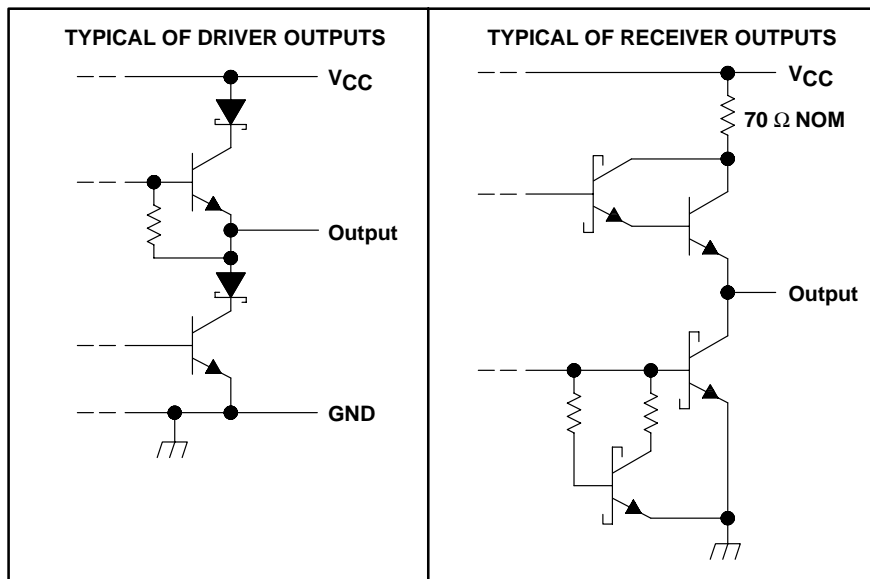 TYPICAL OF DRIVER OUTPUTS
VCC
Output
GND
TYPICAL OF RECEIVER OUTPUTS
VCC
70 Ω NOM
Output